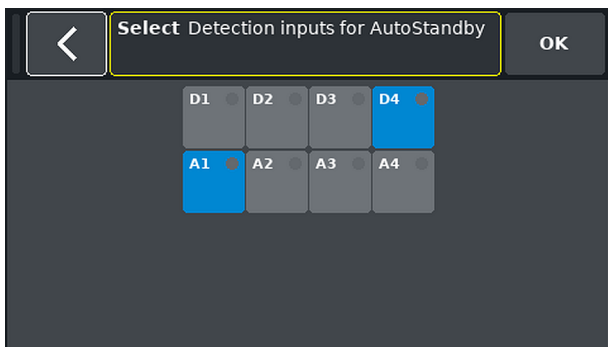 Select Detection inputs for AutoStandby
OK
D1 D2 D3 D4
A1 A2 A3 A4